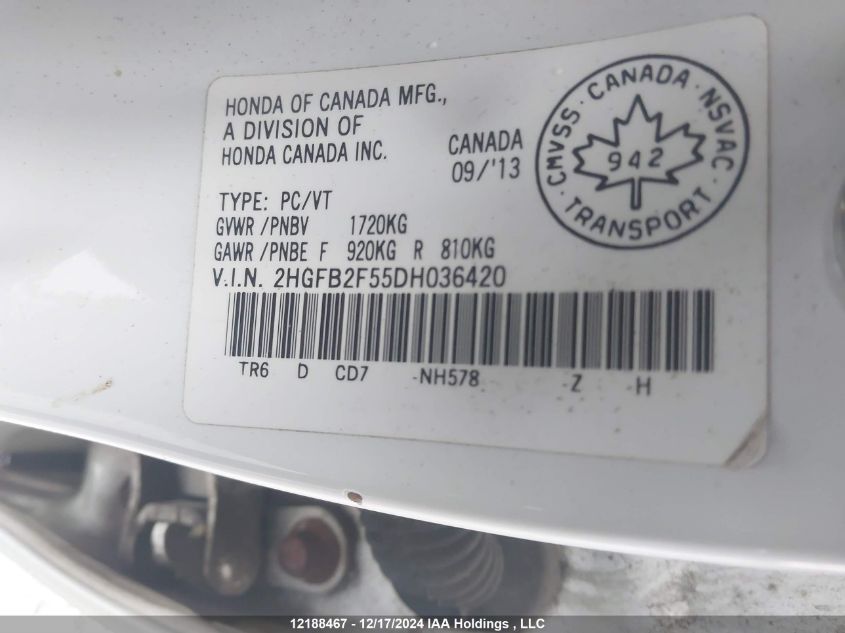 HONDA OF CANADA MFG.,
A DIVISION OF
HONDA CANADA INC.
CANADA
09/'13
TYPE: PC/VT
GVWR/PNBV 1720KG
GAWR/PNBE F 920KG R 810KG
V.I.N. 2HGFB2F55DH036420
TR6 D CD7 -NH578 -Z -H
CMVSS · CANADA · NSVAC
942
· TRANSPORT ·
12188467 - 12/17/2024 IAA Holdings , LLC